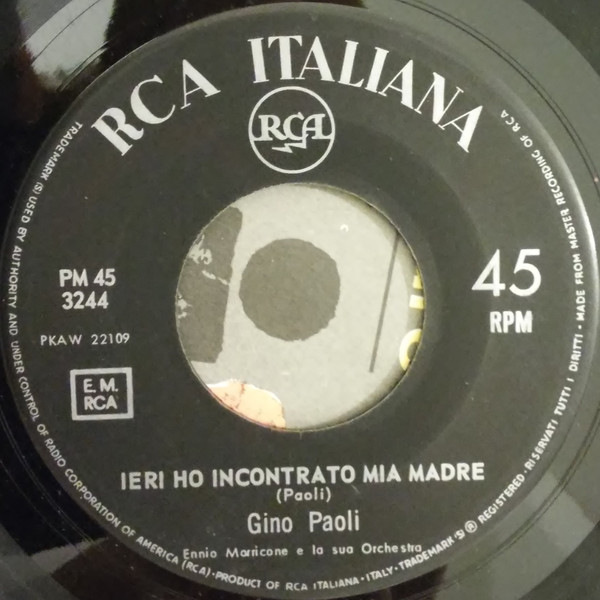 RCA ITALIANA
RCA
PM 45
3244
45
RPM
PKAW 22109
E. M.
RCA
IERI HO INCONTRATO MIA MADRE
(Paoli)
Gino Paoli
Ennio Morricone e la sua Orchestra
TRADEMARK (S) USED BY AUTHORITY AND UNDER CONTROL OF RADIO CORPORATION OF AMERICA (RCA)·PRODUCT OF RCA ITALIANA·ITALY·TRADEMARK "S" ® REGISTERED·RISERVATI TUTTI I DIRITTI·MADE FROM MASTER RECORDING OF RCA